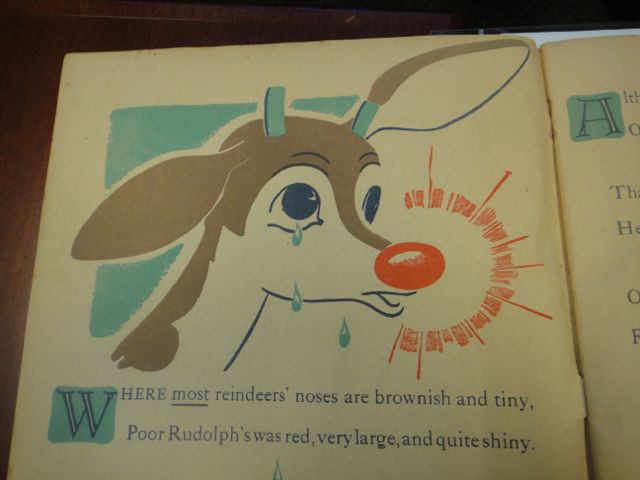 WHERE most reindeers' noses are brownish and tiny,
Poor Rudolph's was red, very large, and quite shiny.
A